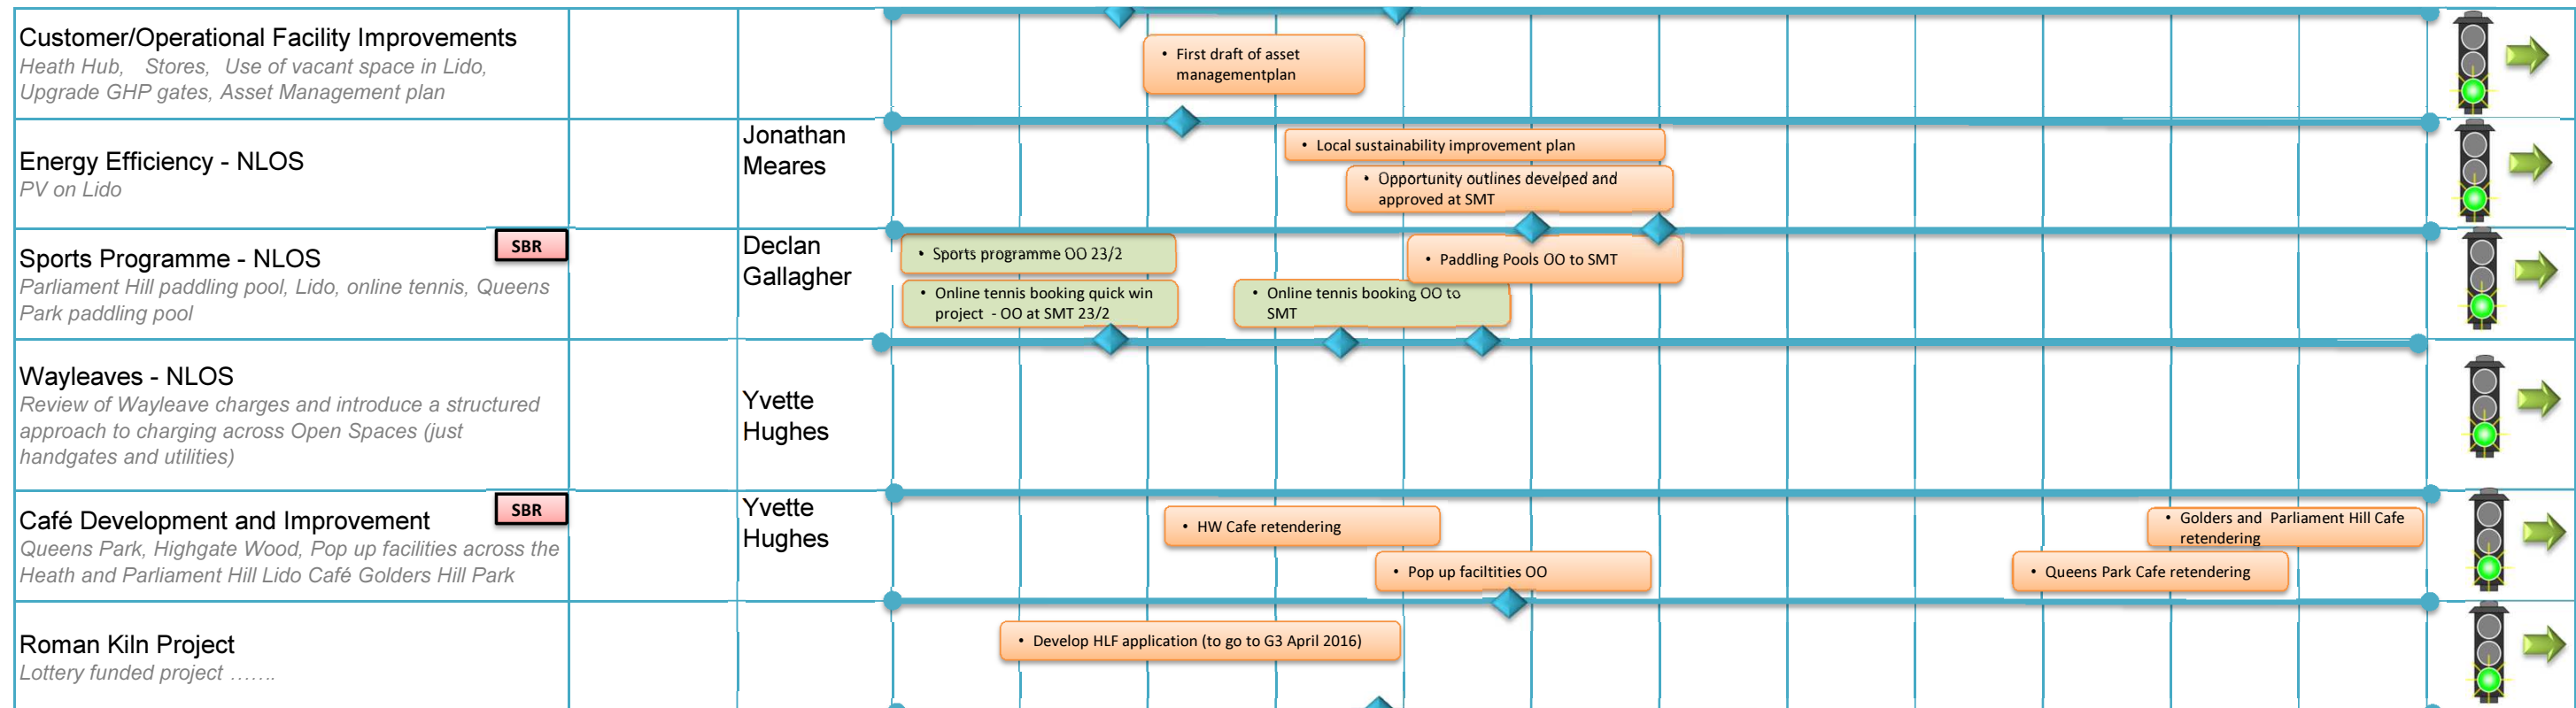 Customer/Operational Facility Improvements
Heath Hub, Stores, Use of vacant space in Lido,
Upgrade GHP gates, Asset Management plan
• First draft of asset
managementplan
Energy Efficiency - NLOS
PV on Lido
Jonathan
Meares
• Local sustainability improvement plan
• Opportunity outlines develped and
approved at SMT
Sports Programme - NLOS
SBR
Parliament Hill paddling pool, Lido, online tennis, Queens
Park paddling pool
Declan
Gallagher
• Sports programme OO 23/2
• Online tennis booking quick win
project - OO at SMT 23/2
• Online tennis booking OO to
SMT
• Paddling Pools OO to SMT
Wayleaves - NLOS
Review of Wayleave charges and introduce a structured
approach to charging across Open Spaces (just
handgates and utilities)
Yvette
Hughes
Café Development and Improvement
SBR
Queens Park, Highgate Wood, Pop up facilities across the
Heath and Parliament Hill Lido Café Golders Hill Park
Yvette
Hughes
• HW Cafe retendering
• Pop up faciltities OO
• Golders and Parliament Hill Cafe
retendering
• Queens Park Cafe retendering
Roman Kiln Project
Lottery funded project …….
• Develop HLF application (to go to G3 April 2016)